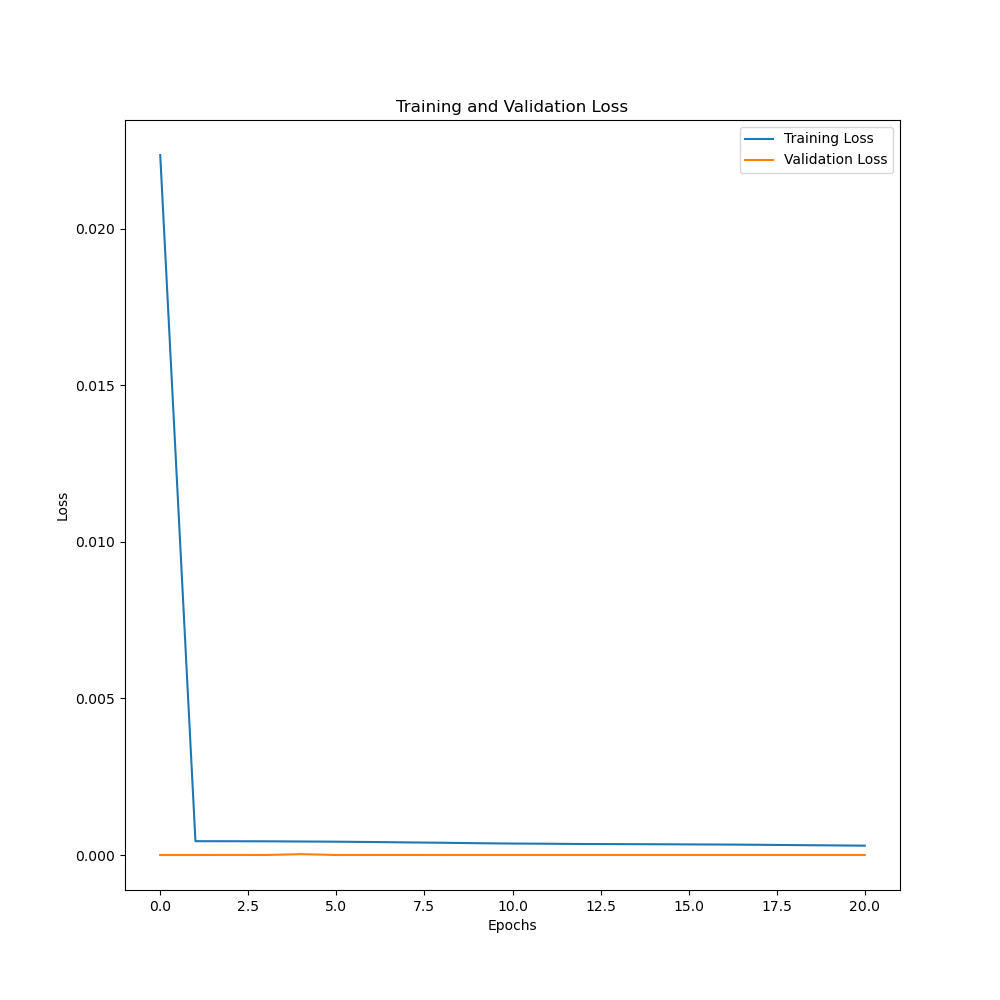 Training and Validation Loss
Training Loss
Validation Loss
0.020
0.015
0.010
0.005
0.000
Loss
0.0 2.5 5.0 7.5 10.0 12.5 15.0 17.5 20.0
Epochs